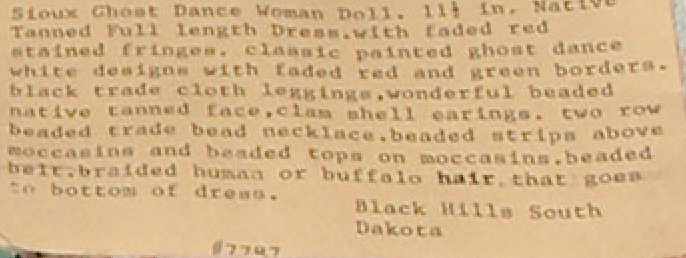 Sioux Ghost Dance Woman Doll. 11½ in. Native
Tanned Full length Dress.with faded red
stained fringes. classic painted ghost dance
white designs with faded red and green borders.
black trade cloth leggings,wonderful beaded
native tanned face,clam shell earings. two row
beaded trade bead necklace.beaded strips above
moccasins and beaded tops on moccasins.beaded
belt.braided human or buffalo hair.that goes
to bottom of dress.
Black Hills South
Dakota
#7787